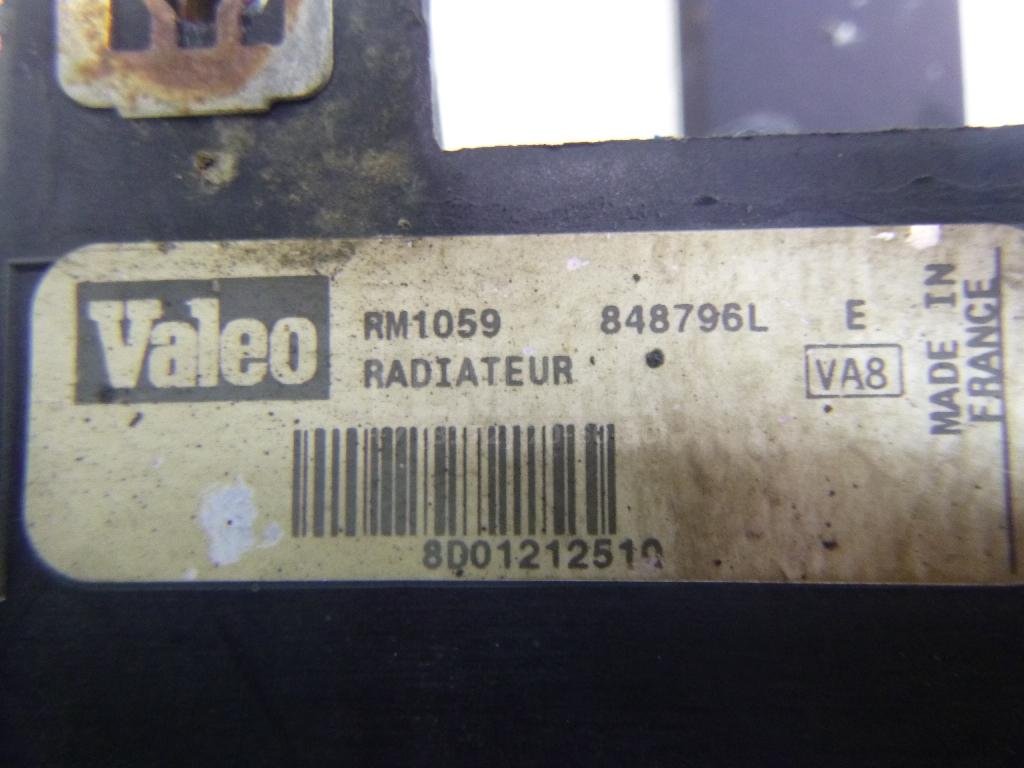 Valeo
RM1059 848796L E
RADIATEUR VA8
MADE IN
FRANCE
8D0121251Q